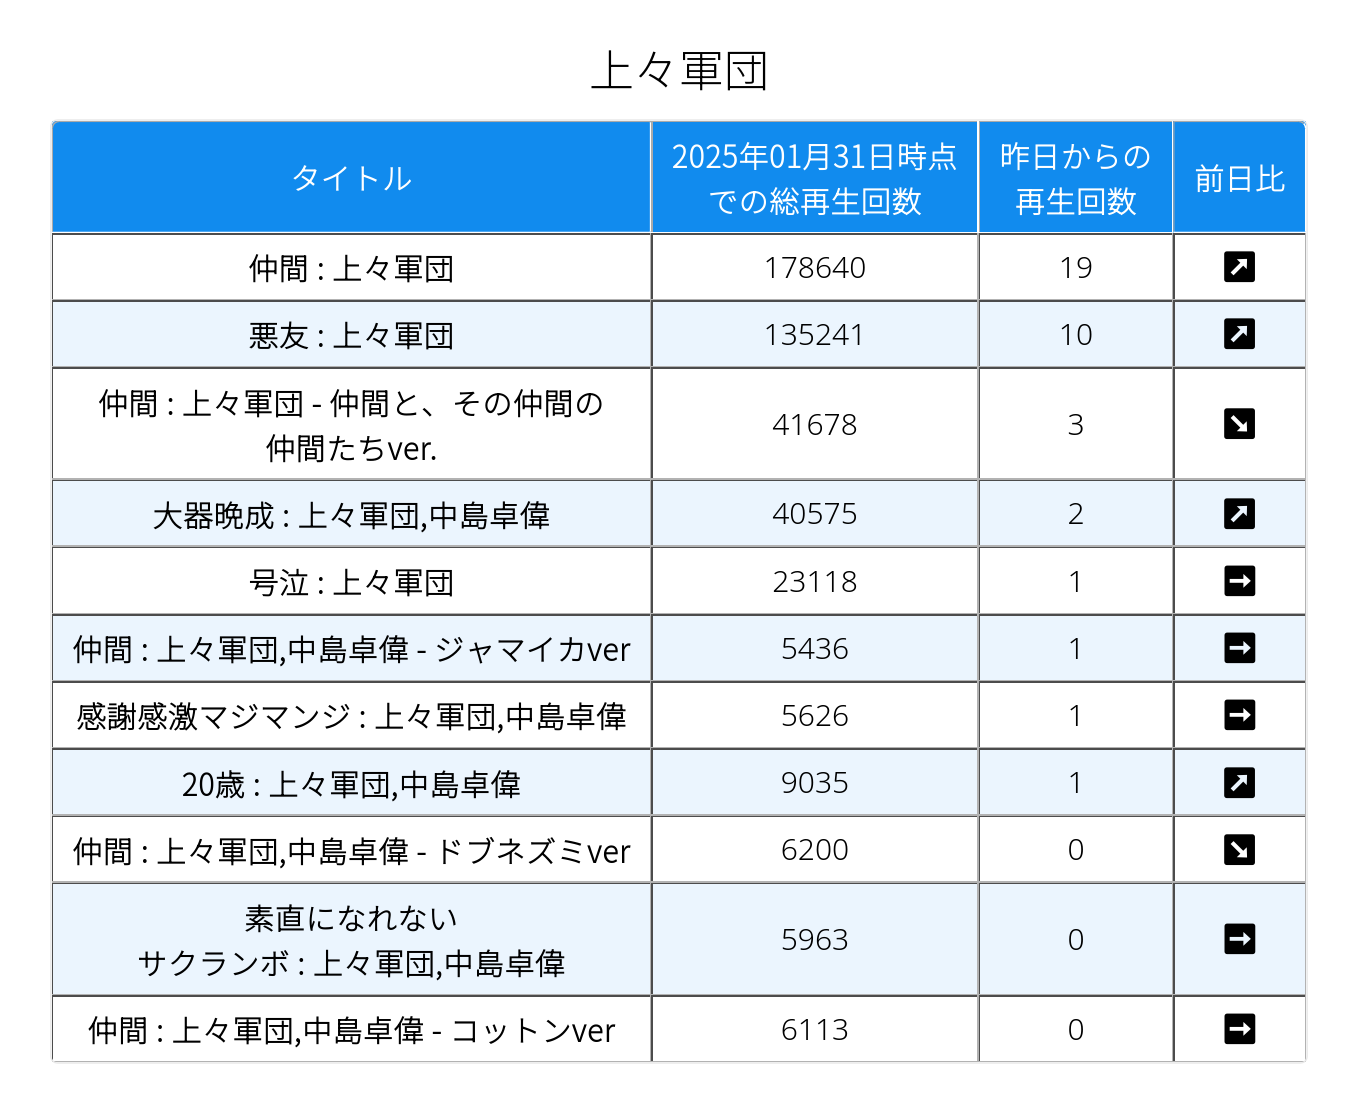 上々軍団
タイトル
2025年01月31日時点
での総再生回数
昨日からの
再生回数
前日比
仲間 : 上々軍団
178640
19
悪友 : 上々軍団
135241
10
仲間 : 上々軍団 - 仲間と、その仲間の
仲間たちver.
41678
3
大器晩成 : 上々軍団,中島卓偉
40575
2
号泣 : 上々軍団
23118
1
仲間 : 上々軍団,中島卓偉 - ジャマイカver
5436
1
感謝感激マジマンジ : 上々軍団,中島卓偉
5626
1
20歳 : 上々軍団,中島卓偉
9035
1
仲間 : 上々軍団,中島卓偉 - ドブネズミver
6200
0
素直になれない
サクランボ : 上々軍団,中島卓偉
5963
0
仲間 : 上々軍団,中島卓偉 - コットンver
6113
0